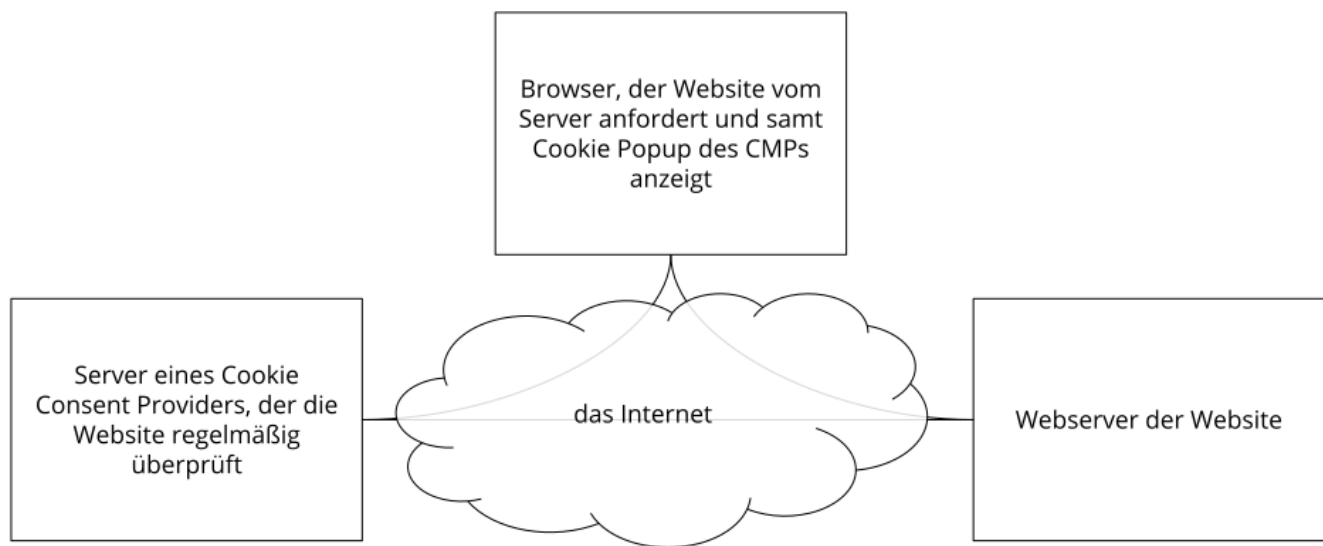 Browser, der Website vom
Server anfordert und samt
Cookie Popup des CMPs
anzeigt
Server eines Cookie
Consent Providers, der die
Website regelmäßig
überprüft
das Internet
Webserver der Website